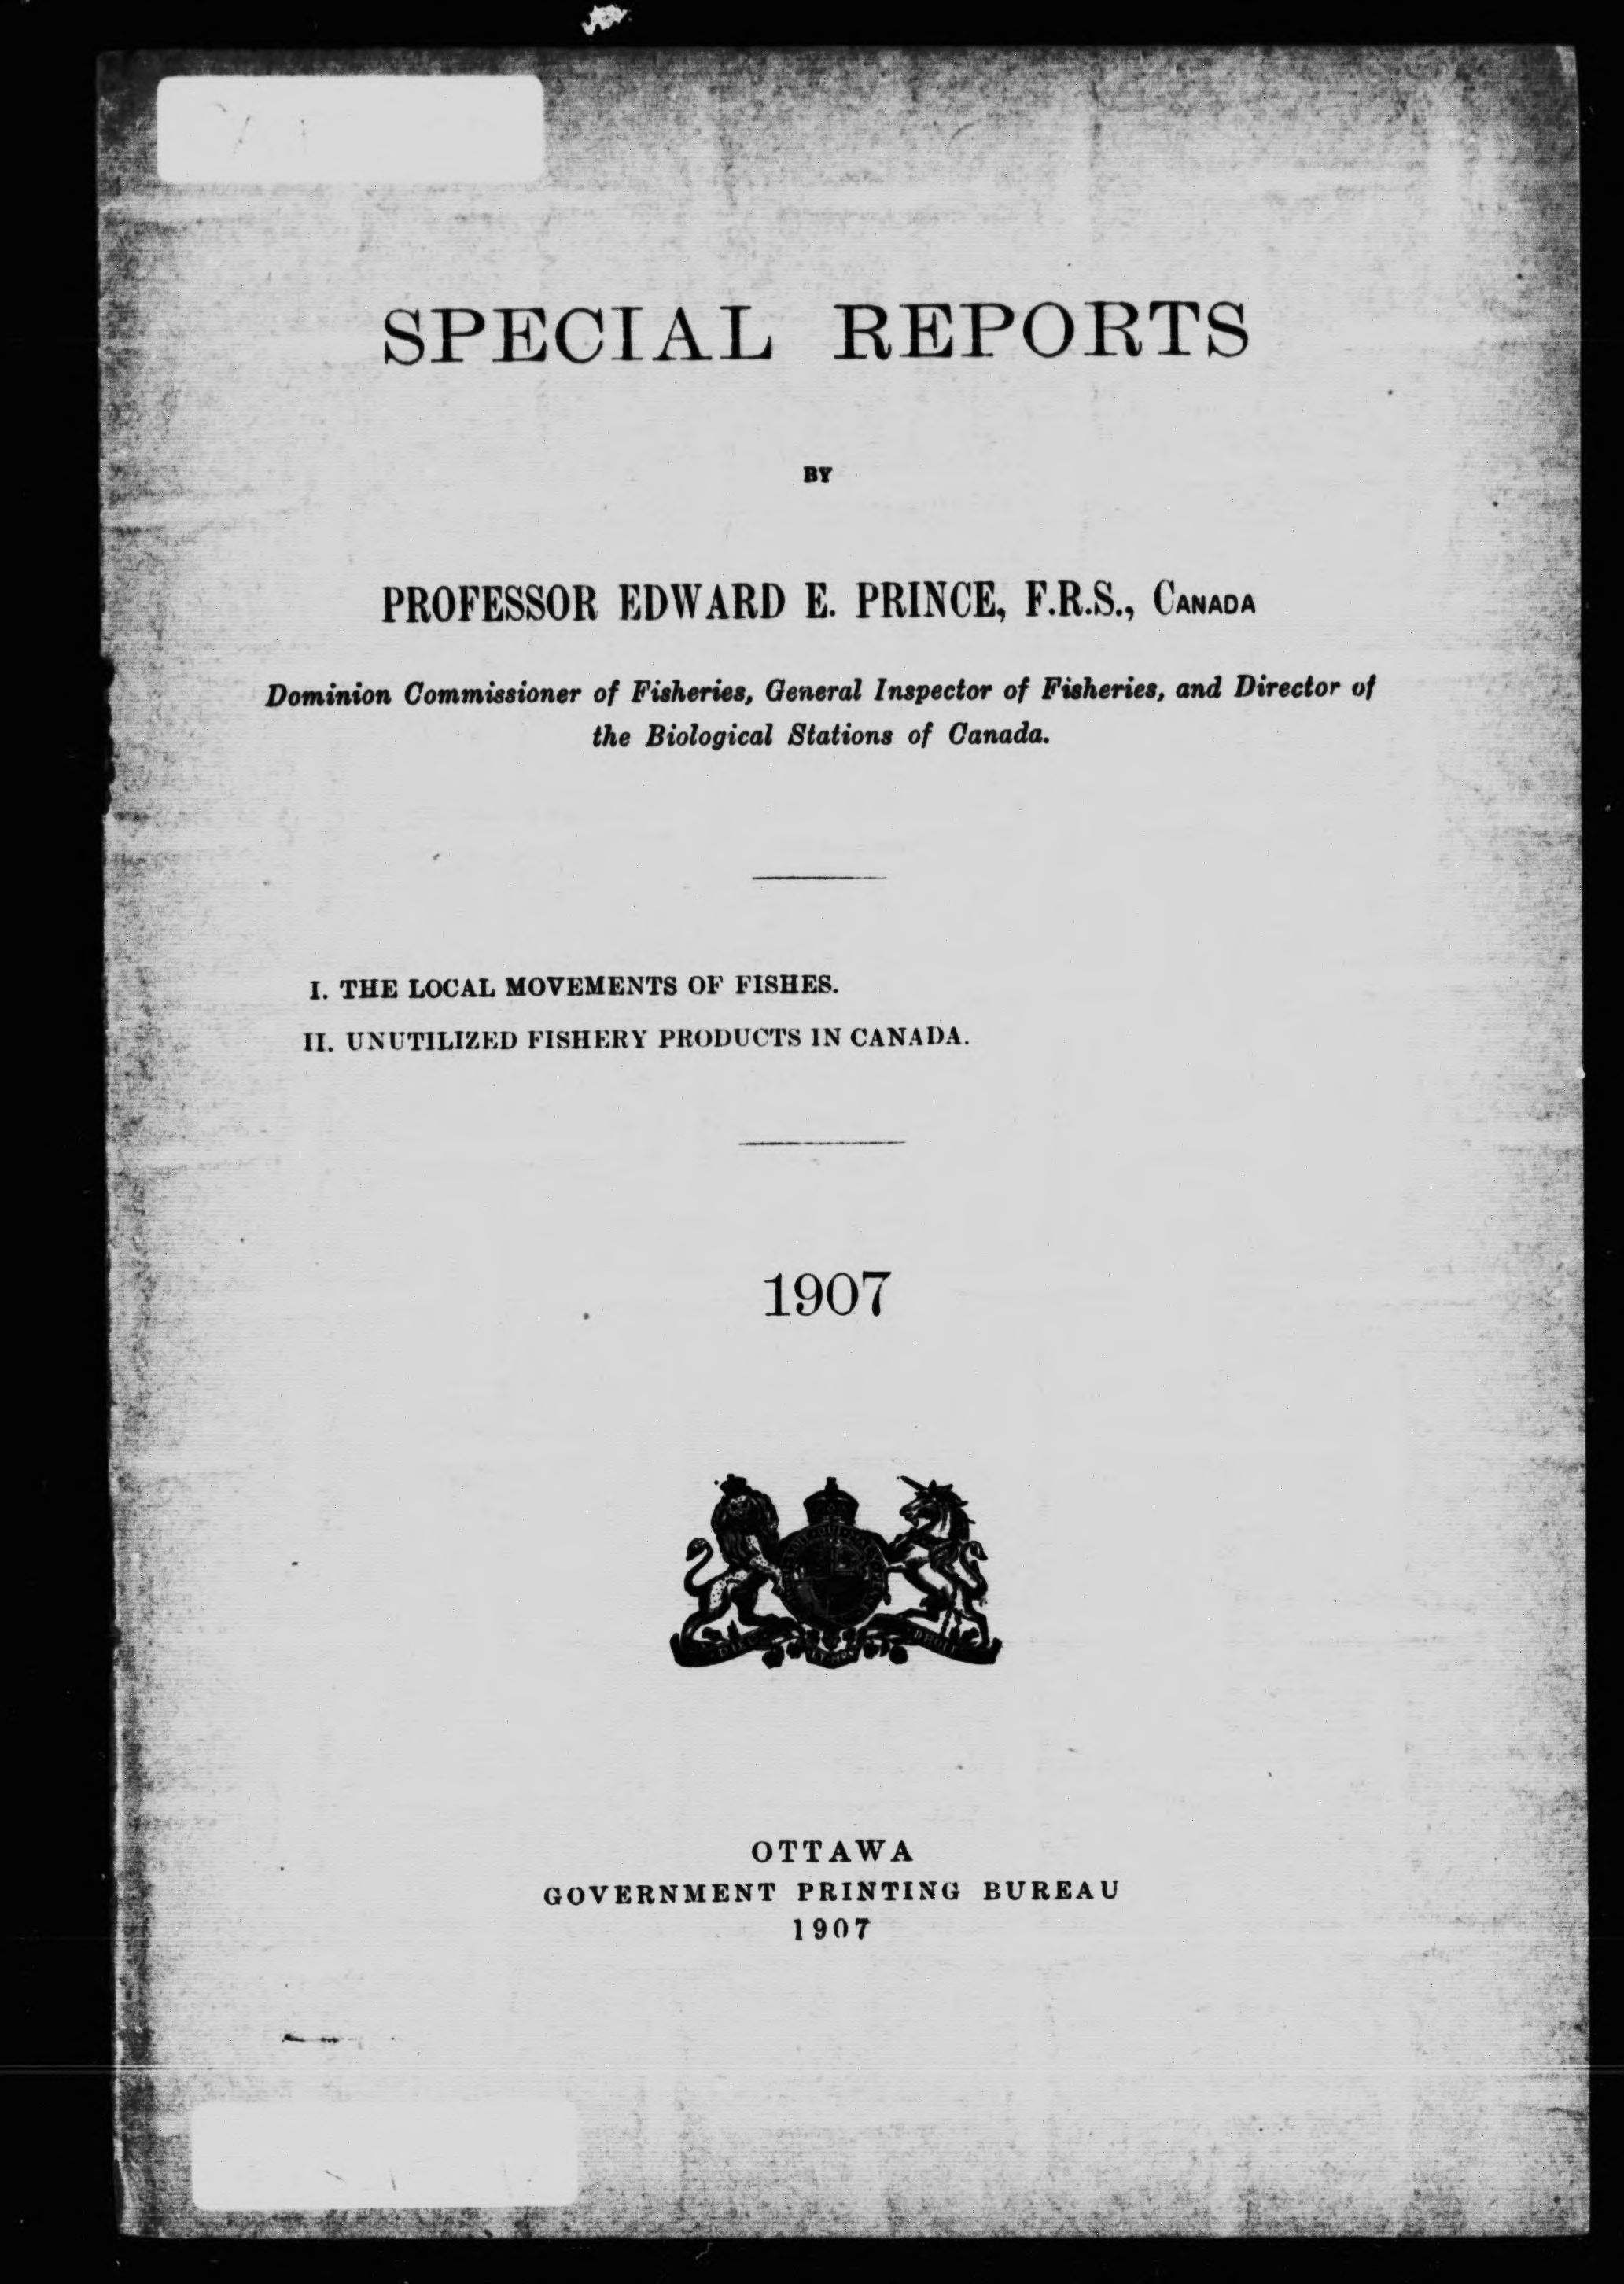 SPECIAL REPORTS
BY
PROFESSOR EDWARD E. PRINCE, F.R.S., CANADA
Dominion Commissioner of Fisheries, General Inspector of Fisheries, and Director of
the Biological Stations of Canada.
I. THE LOCAL MOVEMENTS OF FISHES.
II. UNUTILIZED FISHERY PRODUCTS IN CANADA.
1907
DROIT
OTTAWA
GOVERNMENT PRINTING BUREAU
1907